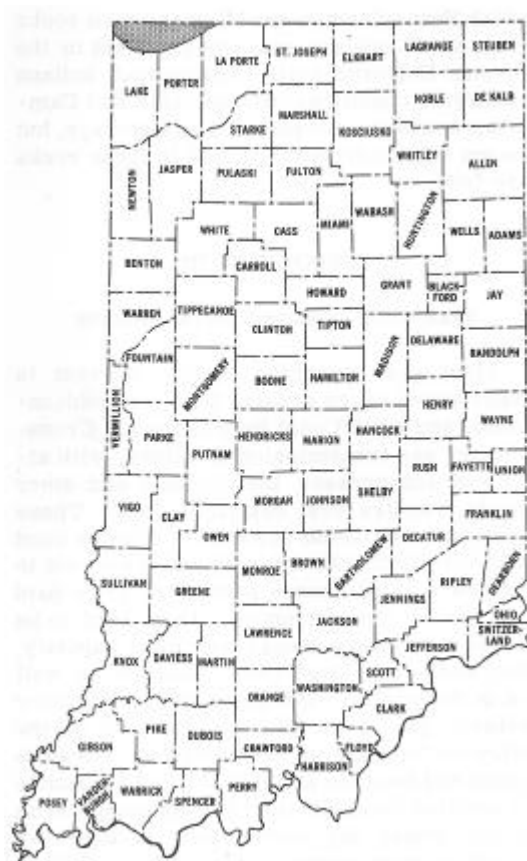 LAKE
PORTER
LA PORTE
ST. JOSEPH
ELKHART
LAGRANGE
STEUBEN
NOBLE
DE KALB
STARKE
MARSHALL
KOSCIUSKO
WHITLEY
ALLEN
NEWTON
JASPER
PULASKI
FULTON
WABASH
HUNTINGTON
WHITE
CASS
MIAMI
WELLS
ADAMS
BENTON
CARROLL
GRANT
BLACK-
FORD
JAY
HOWARD
WARREN
TIPPECANOE
CLINTON
TIPTON
MADISON
DELAWARE
RANDOLPH
FOUNTAIN
MONTGOMERY
BOONE
HAMILTON
HENRY
WAYNE
VERMILLION
PARKE
PUTNAM
HENDRICKS
MARION
HANCOCK
RUSH
FAYETTE
UNION
VIGO
CLAY
MORGAN
JOHNSON
SHELBY
FRANKLIN
OWEN
DECATUR
SULLIVAN
GREENE
MONROE
BROWN
BARTHOLOMEW
RIPLEY
DEARBORN
JENNINGS
OHIO
SWITZER-
LAND
LAWRENCE
JACKSON
JEFFERSON
KNOX
DAVIESS
MARTIN
ORANGE
WASHINGTON
SCOTT
CLARK
PIKE
DUBOIS
GIBSON
CRAWFORD
FLOYD
HARRISON
POSEY
VANDER-
BURGH
WARRICK
SPENCER
PERRY